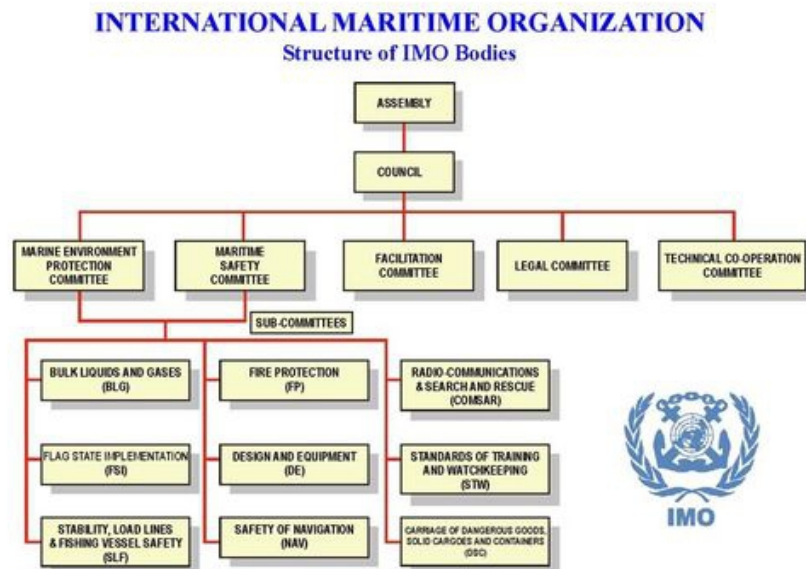 INTERNATIONAL MARITIME ORGANIZATION
Structure of IMO Bodies
ASSEMBLY
COUNCIL
MARINE ENVIRONMENT
PROTECTION
COMMITTEE
MARITIME
SAFETY
COMMITTEE
FACILITATION
COMMITTEE
LEGAL COMMITTEE
TECHNICAL CO-OPERATION
COMMITTEE
SUB-COMMITTEES
BULK LIQUIDS AND GASES
(BLG)
FIRE PROTECTION
(FP)
RADIO-COMMUNICATIONS
& SEARCH AND RESCUE
(COMSAR)
FLAG STATE IMPLEMENTATION
(FSI)
DESIGN AND EQUIPMENT
(DE)
STANDARDS OF TRAINING
AND WATCHKEEPING
(STW)
STABILITY, LOAD LINES
& FISHING VESSEL SAFETY
(SLF)
SAFETY OF NAVIGATION
(NAV)
CARRIAGE OF DANGEROUS GOODS,
SOLID CARGOES AND CONTAINERS
(DSC)
IMO